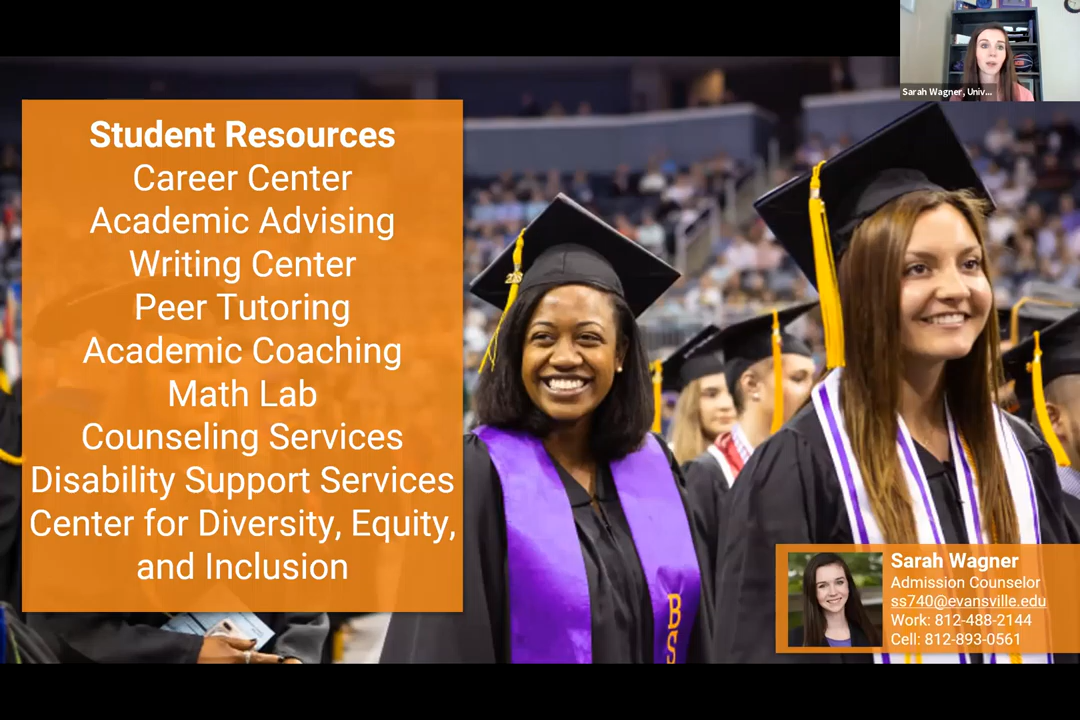 Sarah Wagner, Univ...
Student Resources
Career Center
Academic Advising
Writing Center
Peer Tutoring
Academic Coaching
Math Lab
Counseling Services
Disability Support Services
Center for Diversity, Equity,
and Inclusion
BS
Sarah Wagner
Admission Counselor
ss740@evansville.edu
Work: 812-488-2144
Cell: 812-893-0561